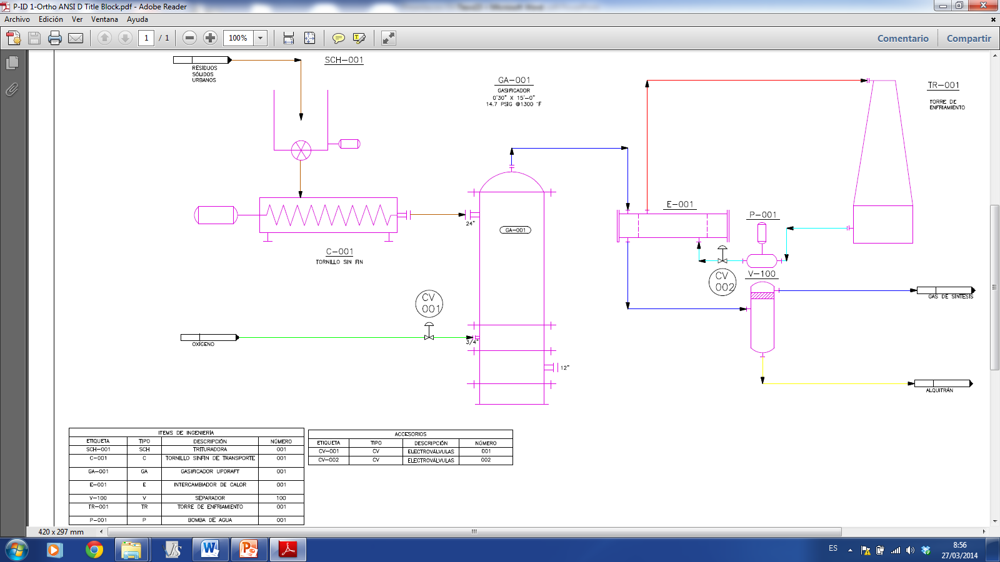 P-ID 1-Ortho ANSI D Title Block.pdf - Adobe Reader
Archivo Edición Ver Ventana Ayuda
1 / 1 100% Comentario Compartir
RESIDUOS
SÓLIDOS
URBANOS
SCH-001
GA-001
GASIFICADOR
0'30" X 15'-0"
14.7 PSIG @1300 °F
TR-001
TORRE DE
ENFRIAMIENTO
E-001
P-001
24"
GA-001
C-001
TORNILLO SIN FIN
CV
002
V-100
CV
001
GAS DE SÍNTESIS
OXÍGENO
3/4"
12"
ALQUITRÁN
ITEMS DE INGENIERÍA
ETIQUETA TIPO DESCRIPCIÓN NÚMERO
SCH-001 SCH TRITURADORA 001
C-001 C TORNILLO SINFIN DE TRANSPORTE 001
GA-001 GA GASIFICADOR UPDRAFT 001
E-001 E INTERCAMBIADOR DE CALOR 001
V-100 V SEPARADOR 100
TR-001 TR TORRE DE ENFRIAMIENTO 001
P-001 P BOMBA DE AGUA 001
ACCESORIOS
ETIQUETA TIPO DESCRIPCIÓN NÚMERO
CV-001 CV ELECTROVÁLVULAS 001
CV-002 CV ELECTROVÁLVULAS 002
420 x 297 mm
ES
8:56
27/03/2014